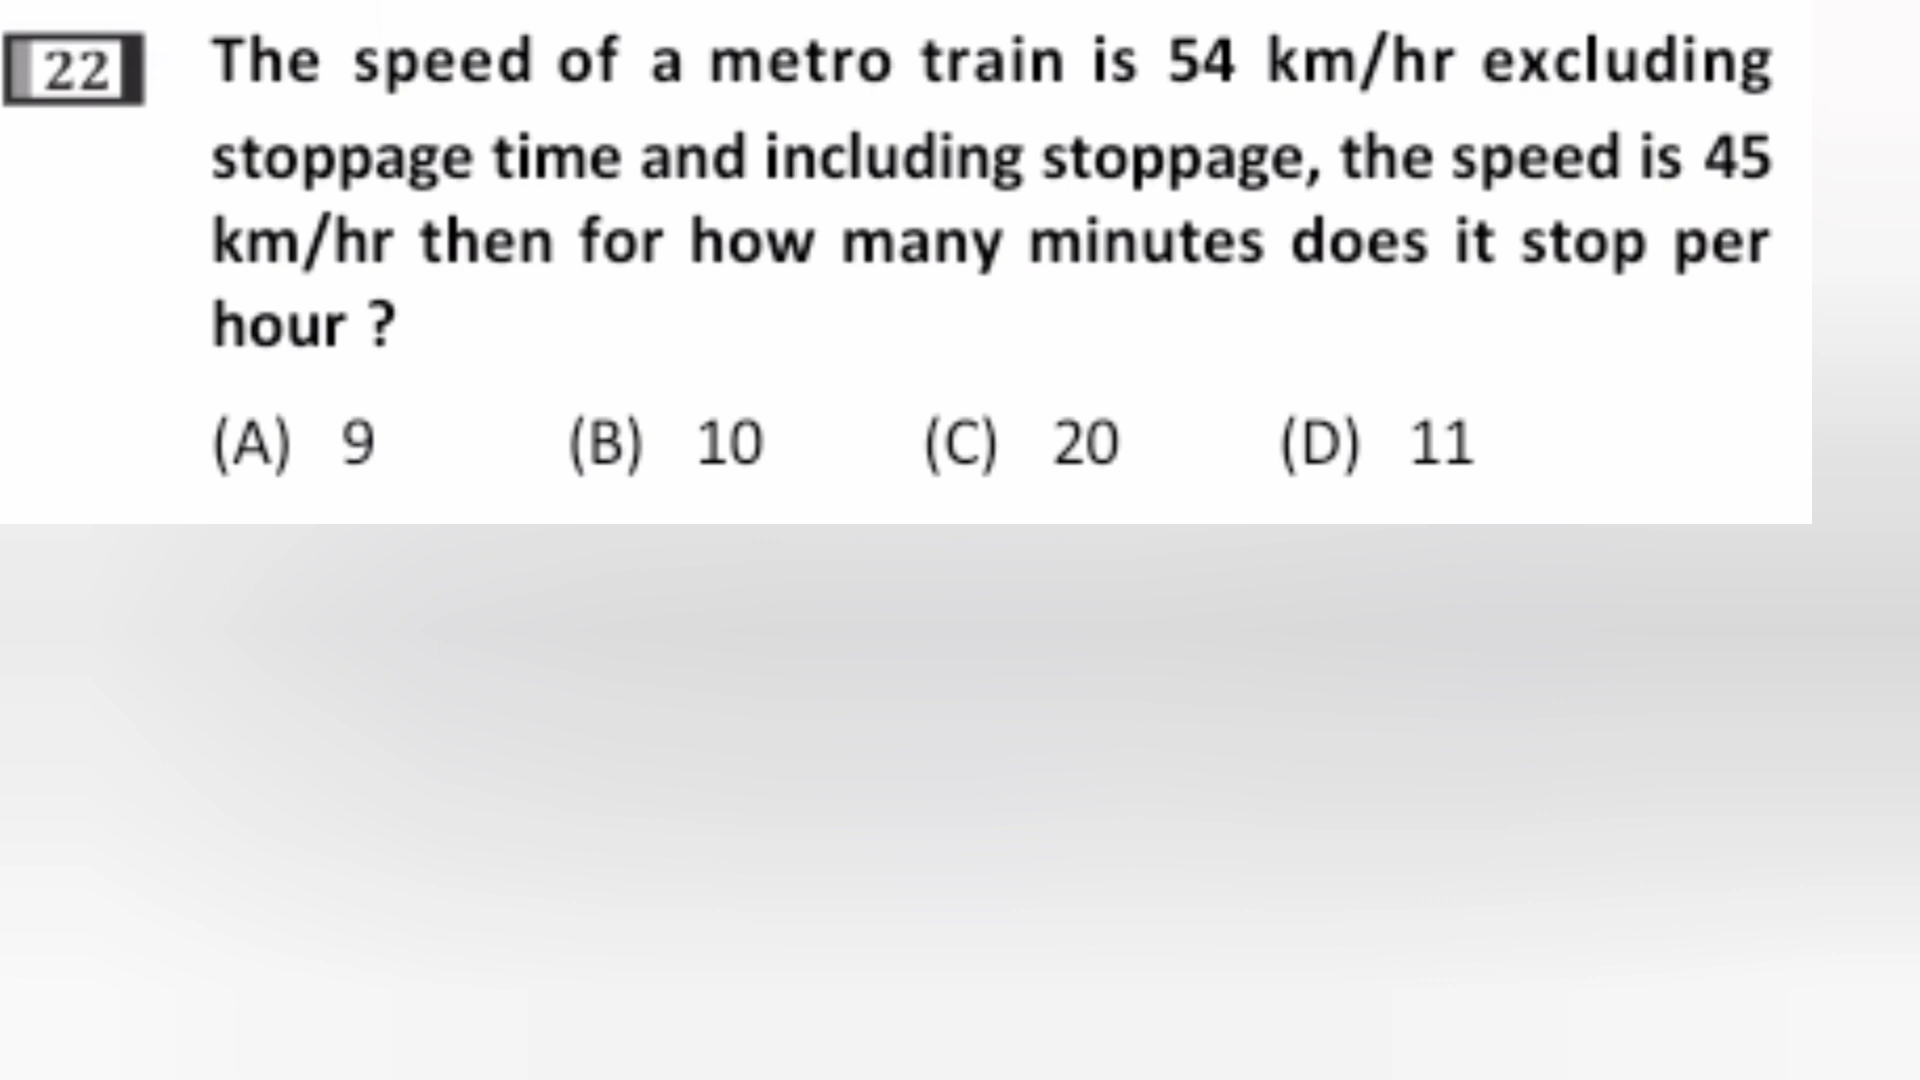 22 The speed of a metro train is 54 km/hr excluding
stoppage time and including stoppage, the speed is 45
km/hr then for how many minutes does it stop per
hour ?
(A) 9 (B) 10 (C) 20 (D) 11